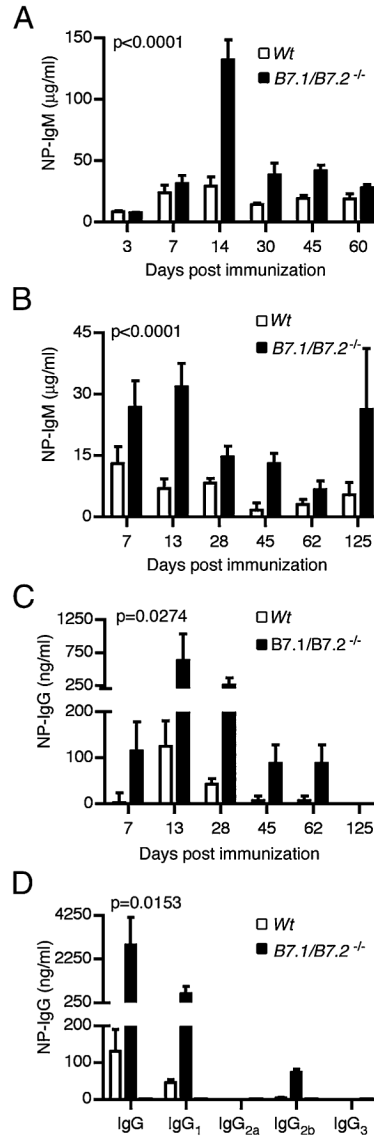 A
p<0.0001
Wt
B7.1/B7.2 -/-
NP-IgM (μg/ml)
150
100
50
0
3 7 14 30 45 60
Days post immunization
B
p<0.0001
Wt
B7.1/B7.2 -/-
NP-IgM (μg/ml)
45
30
15
0
7 13 28 45 62 125
Days post immunization
C
p=0.0274
Wt
B7.1/B7.2 -/-
NP-IgG (ng/ml)
1250
750
250
200
100
0
7 13 28 45 62 125
Days post immunization
D
p=0.0153
Wt
B7.1/B7.2 -/-
NP-IgG (ng/ml)
4250
2250
250
200
100
0
IgG IgG1 IgG2a IgG2b IgG3